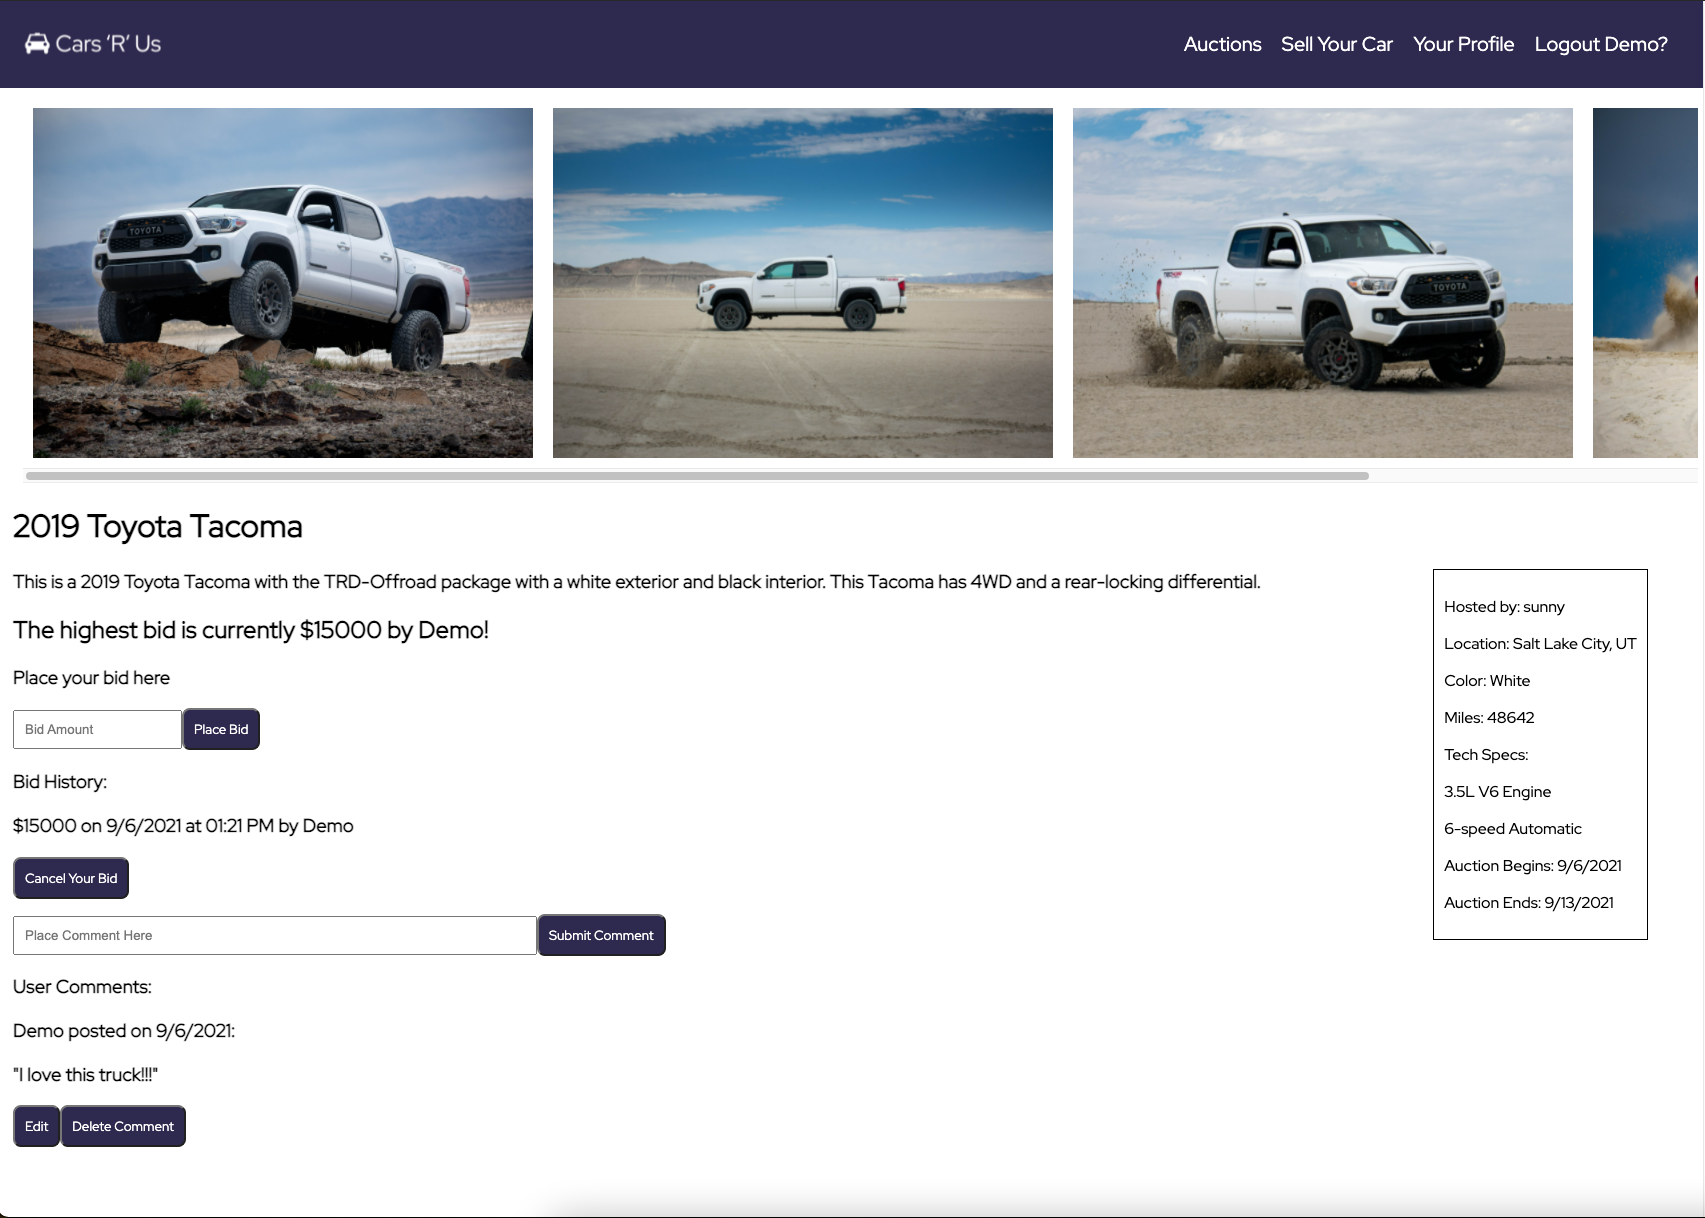 Cars ‘R’ Us
Auctions Sell Your Car Your Profile Logout Demo?
TOYOTA
TOYOTA
2019 Toyota Tacoma
This is a 2019 Toyota Tacoma with the TRD-Offroad package with a white exterior and black interior. This Tacoma has 4WD and a rear-locking differential.
The highest bid is currently $15000 by Demo!
Place your bid here
Bid Amount Place Bid
Bid History:
$15000 on 9/6/2021 at 01:21 PM by Demo
Cancel Your Bid
Place Comment Here Submit Comment
User Comments:
Demo posted on 9/6/2021:
"I love this truck!!!"
Edit Delete Comment
Hosted by: sunny
Location: Salt Lake City, UT
Color: White
Miles: 48642
Tech Specs:
3.5L V6 Engine
6-speed Automatic
Auction Begins: 9/6/2021
Auction Ends: 9/13/2021